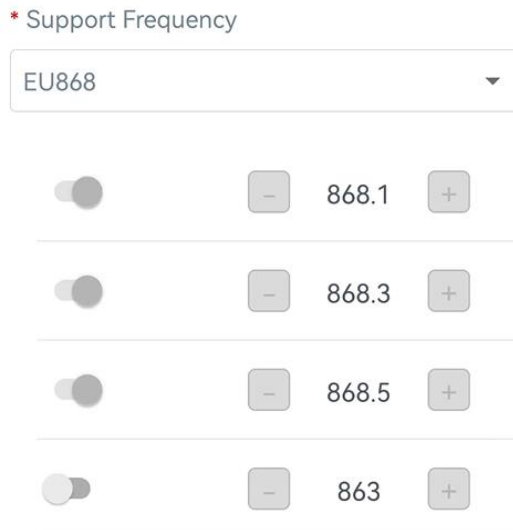 * Support Frequency
EU868
- 868.1 +
- 868.3 +
- 868.5 +
- 863 +